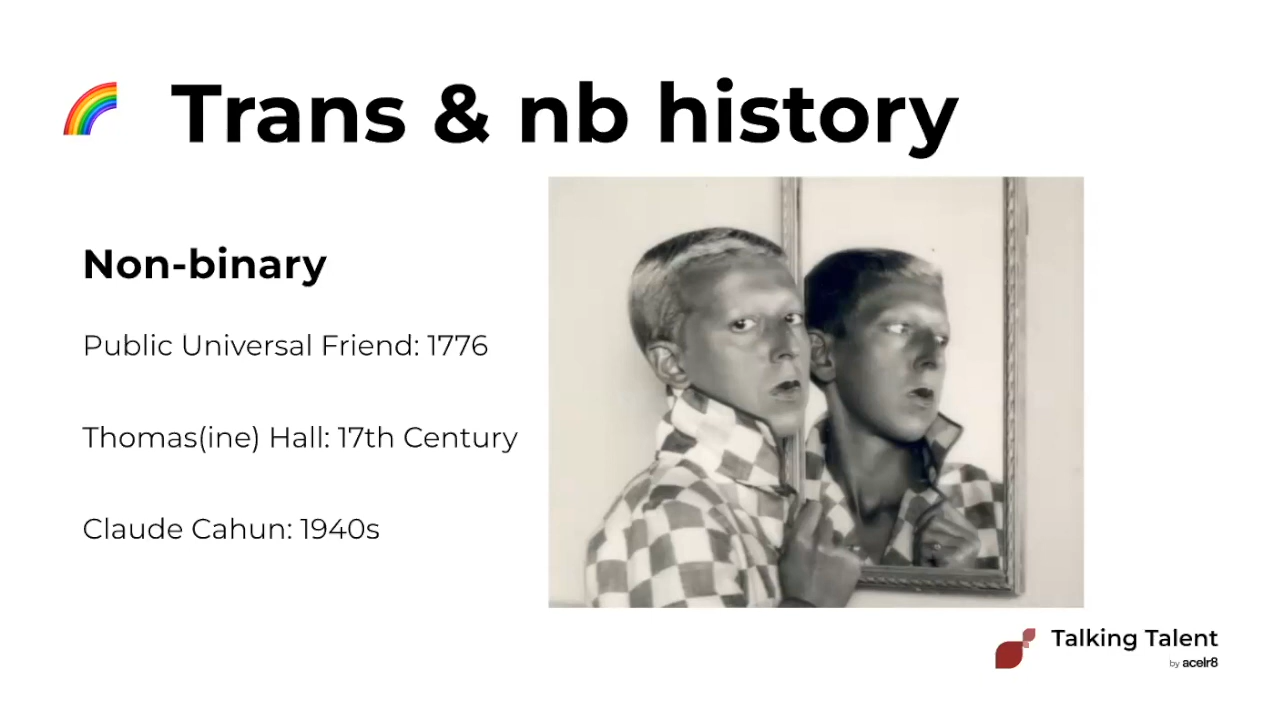 Trans & nb history
Non-binary
Public Universal Friend: 1776
Thomas(ine) Hall: 17th Century
Claude Cahun: 1940s
Talking Talent
by acelr8